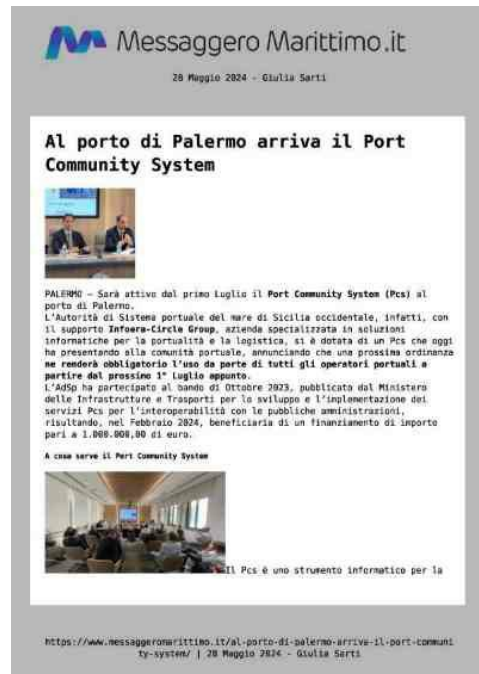 Messaggero Marittimo.it
28 Maggio 2024 - Giulia Sarti
Al porto di Palermo arriva il Port
Community System
PALERMO – Sarà attivo dal primo Luglio il Port Community System (Pcs) al
porto di Palermo.
L'Autorità di Sistema portuale del mare di Sicilia occidentale, infatti, con
il supporto Infoera-Circle Group, azienda specializzata in soluzioni
informatiche per la portualità e la logistica, si è dotata di un Pcs che oggi
ha presentando alla comunità portuale, annunciando che una prossima ordinanza
ne renderà obbligatorio l'uso da parte di tutti gli operatori portuali a
partire dal prossimo 1° Luglio appunto.
L'AdSp ha partecipato al bando di Ottobre 2023, pubblicato dal Ministero
delle Infrastrutture e Trasporti per lo sviluppo e l'implementazione dei
servizi Pcs per l'interoperabilità con le pubbliche amministrazioni,
risultando, nel Febbraio 2024, beneficiaria di un finanziamento di importo
pari a 1.000.000,00 di euro.
A cosa serve il Port Community System
Il Pcs è uno strumento informatico per la
https://www.messaggeromarittimo.it/al-porto-di-palermo-arriva-il-port-communi
ty-system/ | 28 Maggio 2024 - Giulia Sarti